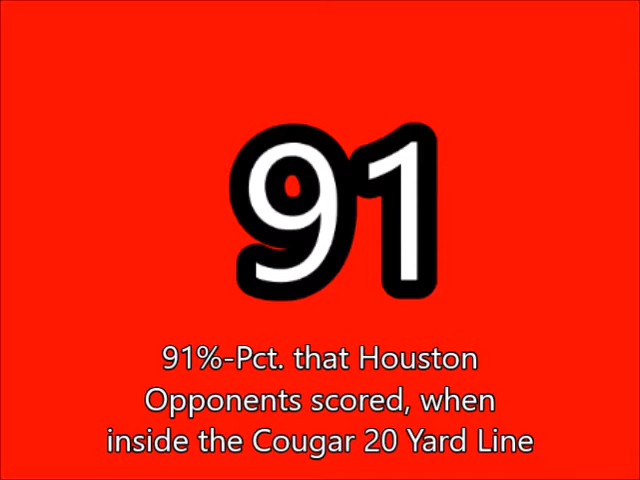 91
91%-Pct. that Houston
Opponents scored, when
inside the Cougar 20 Yard Line